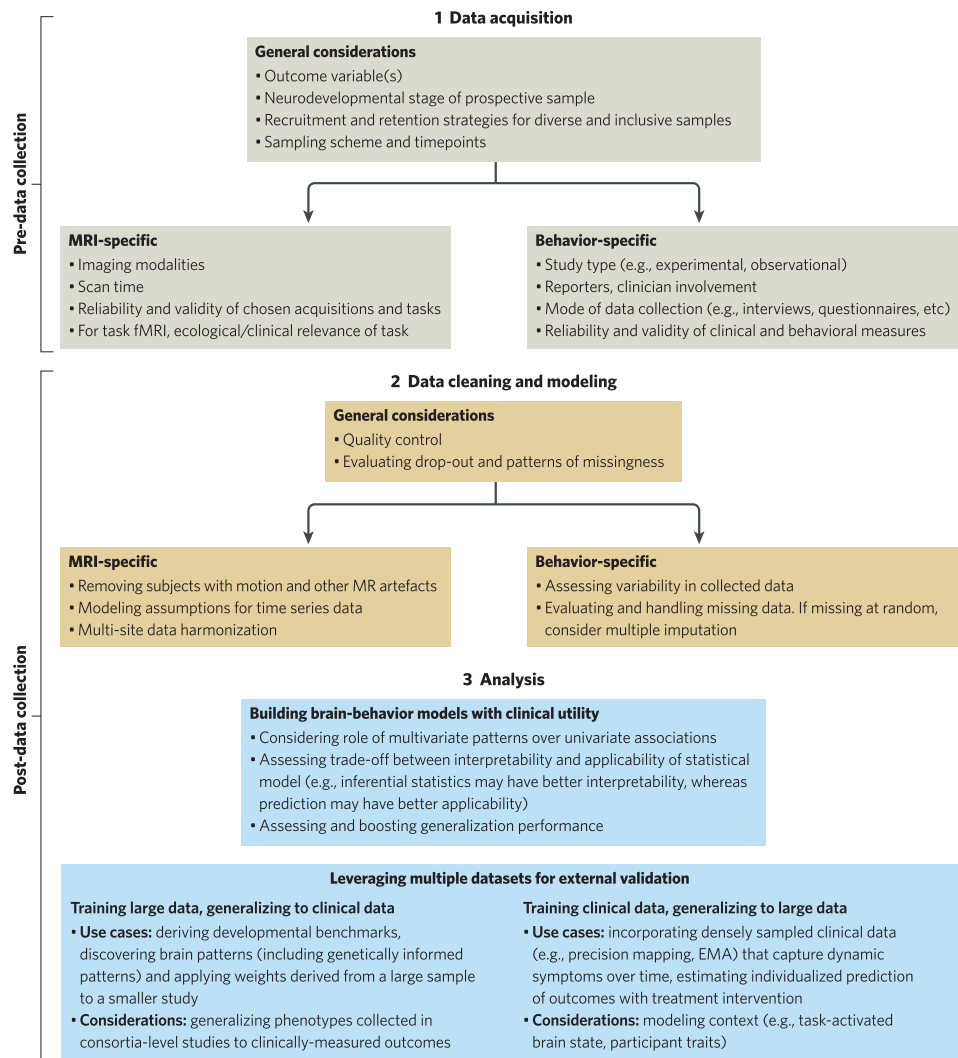 Pre-data collection
1 Data acquisition
General considerations
• Outcome variable(s)
• Neurodevelopmental stage of prospective sample
• Recruitment and retention strategies for diverse and inclusive samples
• Sampling scheme and timepoints
MRI-specific
• Imaging modalities
• Scan time
• Reliability and validity of chosen acquisitions and tasks
• For task fMRI, ecological/clinical relevance of task
Behavior-specific
• Study type (e.g., experimental, observational)
• Reporters, clinician involvement
• Mode of data collection (e.g., interviews, questionnaires, etc)
• Reliability and validity of clinical and behavioral measures
Post-data collection
2 Data cleaning and modeling
General considerations
• Quality control
• Evaluating drop-out and patterns of missingness
MRI-specific
• Removing subjects with motion and other MR artefacts
• Modeling assumptions for time series data
• Multi-site data harmonization
Behavior-specific
• Assessing variability in collected data
• Evaluating and handling missing data. If missing at random,
consider multiple imputation
3 Analysis
Building brain-behavior models with clinical utility
• Considering role of multivariate patterns over univariate associations
• Assessing trade-off between interpretability and applicability of statistical
model (e.g., inferential statistics may have better interpretability, whereas
prediction may have better applicability)
• Assessing and boosting generalization performance
Leveraging multiple datasets for external validation
Training large data, generalizing to clinical data
• Use cases: deriving developmental benchmarks,
discovering brain patterns (including genetically informed
patterns) and applying weights derived from a large sample
to a smaller study
• Considerations: generalizing phenotypes collected in
consortia-level studies to clinically-measured outcomes
Training clinical data, generalizing to large data
• Use cases: incorporating densely sampled clinical data
(e.g., precision mapping, EMA) that capture dynamic
symptoms over time, estimating individualized prediction
of outcomes with treatment intervention
• Considerations: modeling context (e.g., task-activated
brain state, participant traits)